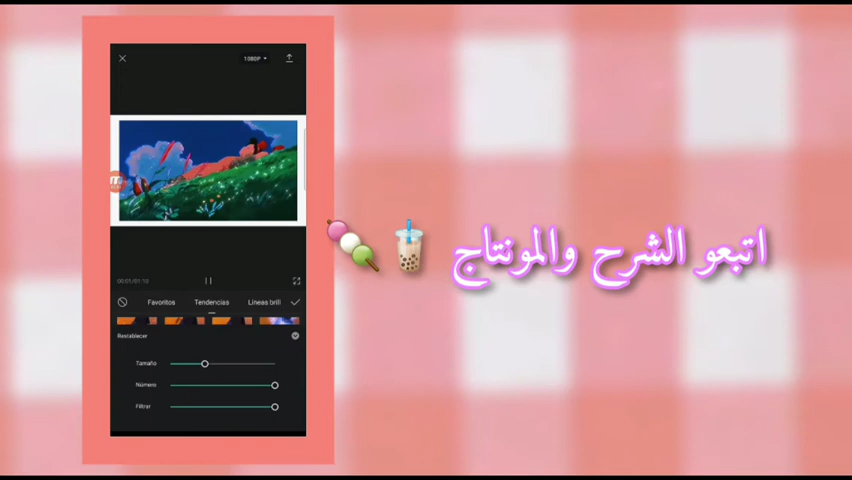 1080P
00:01/01:10
Favoritos Tendencias Líneas brill
Restablecer
Tamaño
Número
Filtrar
اتبعو الشرح والمونتاج